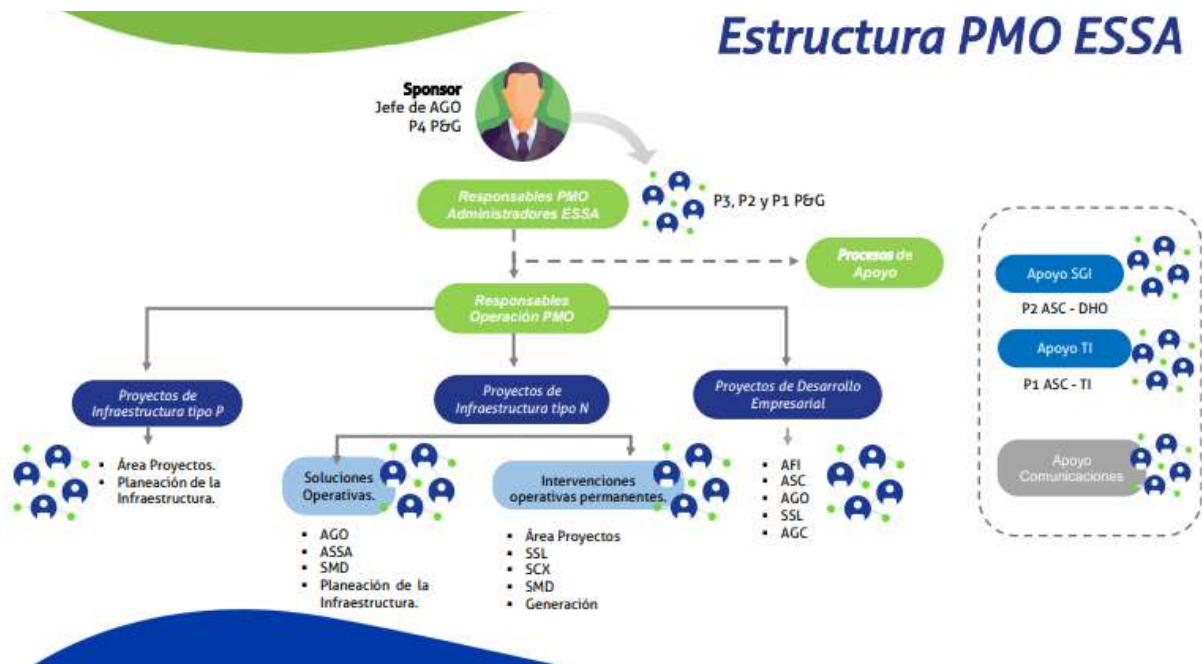 Estructura PMO ESSA
Sponsor
Jefe de AGO
P4 P&G
Responsables PMO
Administradores ESSA
P3, P2 y P1 P&G
Procesos de
Apoyo
Responsables
Operación PMO
Proyectos de
Infraestructura tipo P
▪ Área Proyectos.
▪ Planeación de la
Infraestructura.
Proyectos de
Infraestructura tipo N
Soluciones
Operativas.
▪ AGO
▪ ASSA
▪ SMD
▪ Planeación de la
Infraestructura.
Intervenciones
operativas permanentes.
▪ Área Proyectos
▪ SSL
▪ SCX
▪ SMD
▪ Generación
Proyectos de Desarrollo
Empresarial
▪ AFI
▪ ASC
▪ AGO
▪ SSL
▪ AGC
Apoyo SGI
P2 ASC - DHO
Apoyo TI
P1 ASC - TI
Apoyo
Comunicaciones